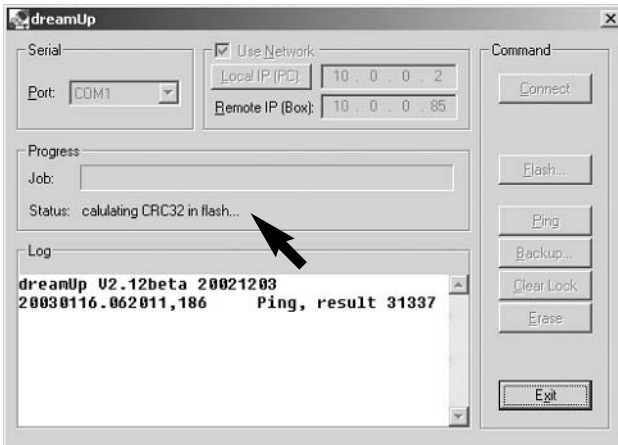 dreamUp
Serial
Port: COM1
Use Network
Local IP (PC): 10 . 0 . 0 . 2
Remote IP (Box): 10 . 0 . 0 . 85
Command
Connect
Flash...
Ping
Backup...
Clear Lock
Erase
Exit
Progress
Job:
Status: calulating CRC32 in flash...
Log
dreamUp V2.12beta 20021203
20030116.062011,186 Ping, result 31337